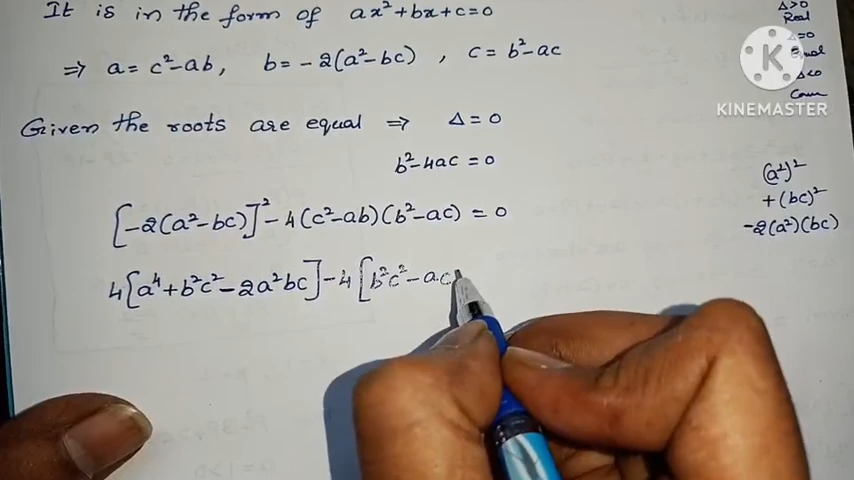 It is in the form of ax²+bx+c=0
⇒ a = c²-ab, b = -2(a²-bc), c = b²-ac
Given the roots are equal ⇒ Δ = 0
b²-4ac = 0
[-2(a²-bc)]² - 4(c²-ab)(b²-ac) = 0
4[a⁴+b²c²-2a²bc] - 4[b²c²-ac
Δ>0
Real
Δ=0
Equal
Δ<0
KINEMASTER
(a²)²
+(bc)²
-2(a²)(bc)